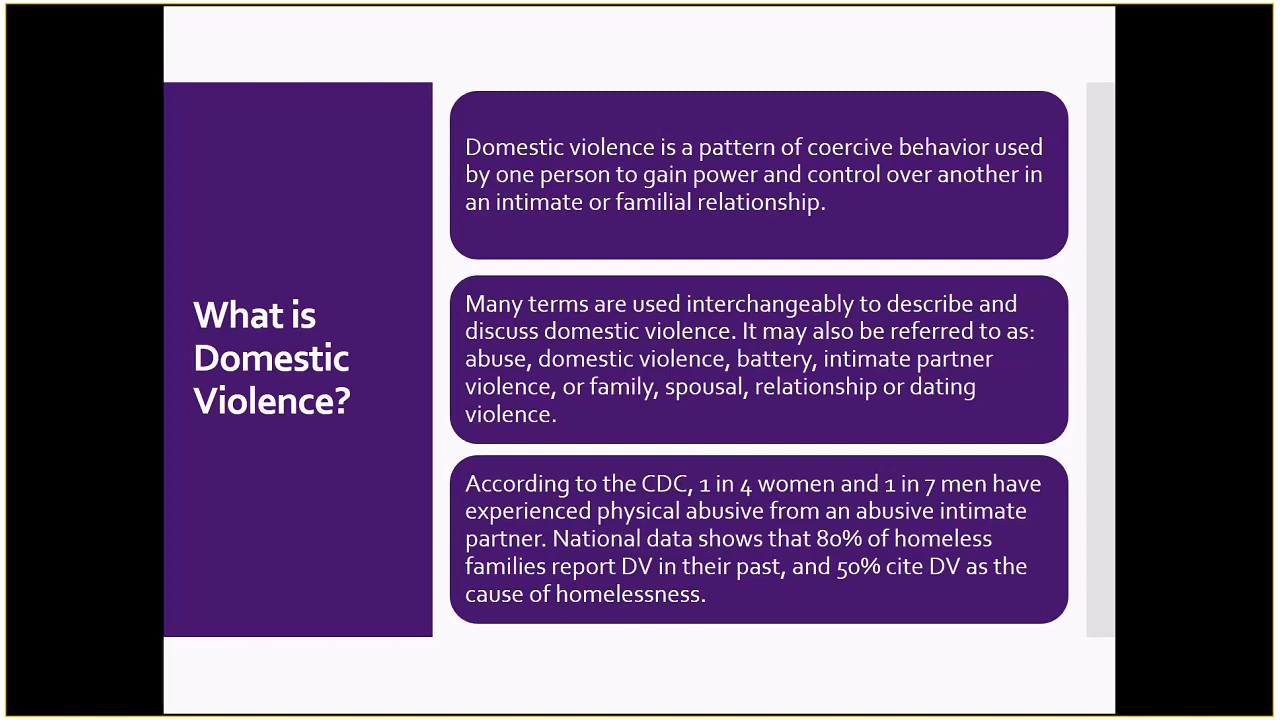 What is
Domestic
Violence?
Domestic violence is a pattern of coercive behavior used
by one person to gain power and control over another in
an intimate or familial relationship.
Many terms are used interchangeably to describe and
discuss domestic violence. It may also be referred to as:
abuse, domestic violence, battery, intimate partner
violence, or family, spousal, relationship or dating
violence.
According to the CDC, 1 in 4 women and 1 in 7 men have
experienced physical abusive from an abusive intimate
partner. National data shows that 80% of homeless
families report DV in their past, and 50% cite DV as the
cause of homelessness.